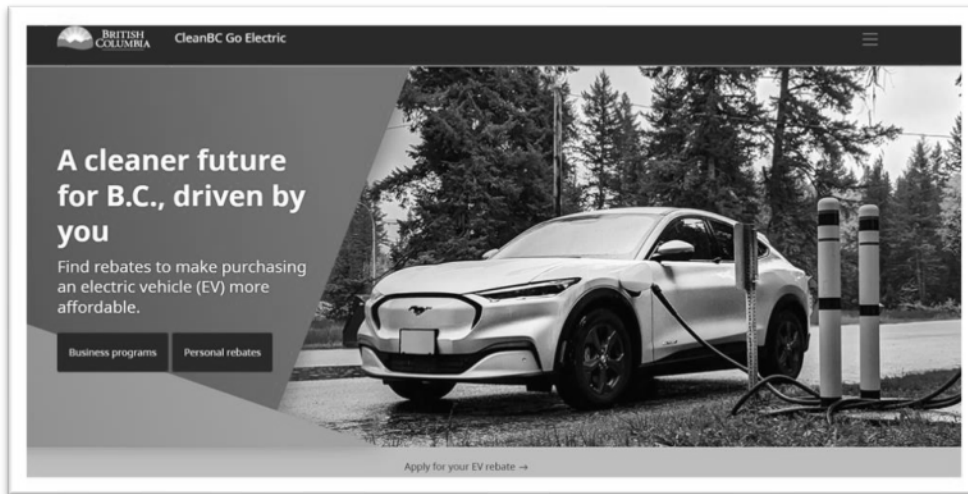 BRITISH
COLUMBIA
CleanBC Go Electric
A cleaner future
for B.C., driven by
you
Find rebates to make purchasing
an electric vehicle (EV) more
affordable.
Business programs
Personal rebates
Apply for your EV rebate →